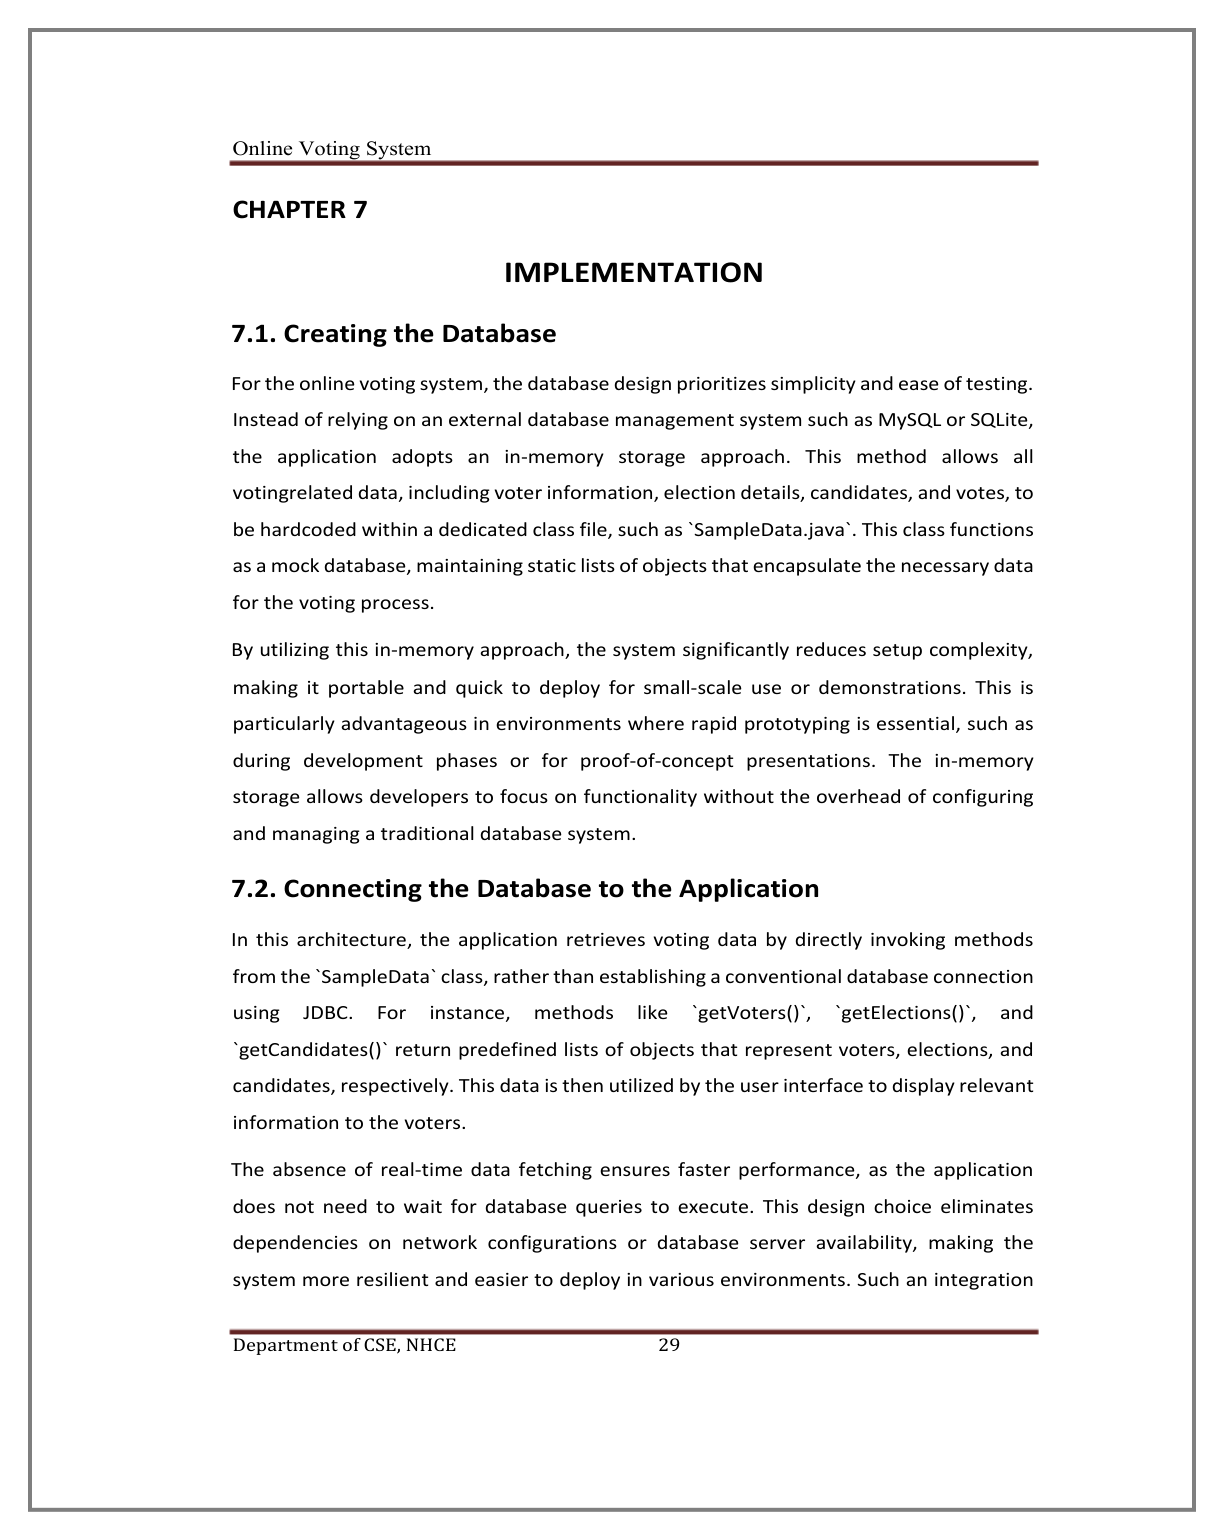 Online Voting System
CHAPTER 7
IMPLEMENTATION
7.1. Creating the Database
For the online voting system, the database design prioritizes simplicity and ease of testing.
Instead of relying on an external database management system such as MySQL or SQLite,
the application adopts an in-memory storage approach. This method allows all
votingrelated data, including voter information, election details, candidates, and votes, to
be hardcoded within a dedicated class file, such as `SampleData.java`. This class functions
as a mock database, maintaining static lists of objects that encapsulate the necessary data
for the voting process.
By utilizing this in-memory approach, the system significantly reduces setup complexity,
making it portable and quick to deploy for small-scale use or demonstrations. This is
particularly advantageous in environments where rapid prototyping is essential, such as
during development phases or for proof-of-concept presentations. The in-memory
storage allows developers to focus on functionality without the overhead of configuring
and managing a traditional database system.
7.2. Connecting the Database to the Application
In this architecture, the application retrieves voting data by directly invoking methods
from the `SampleData` class, rather than establishing a conventional database connection
using JDBC. For instance, methods like `getVoters()`, `getElections()`, and
`getCandidates()` return predefined lists of objects that represent voters, elections, and
candidates, respectively. This data is then utilized by the user interface to display relevant
information to the voters.
The absence of real-time data fetching ensures faster performance, as the application
does not need to wait for database queries to execute. This design choice eliminates
dependencies on network configurations or database server availability, making the
system more resilient and easier to deploy in various environments. Such an integration
Department of CSE, NHCE 29